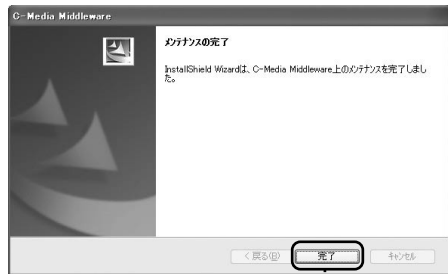 C-Media Middleware
メンテナンスの完了
InstallShield Wizardは、C-Media Middleware上のメンテナンスを完了しまし
た。
< 戻る(B)
完了
キャンセル